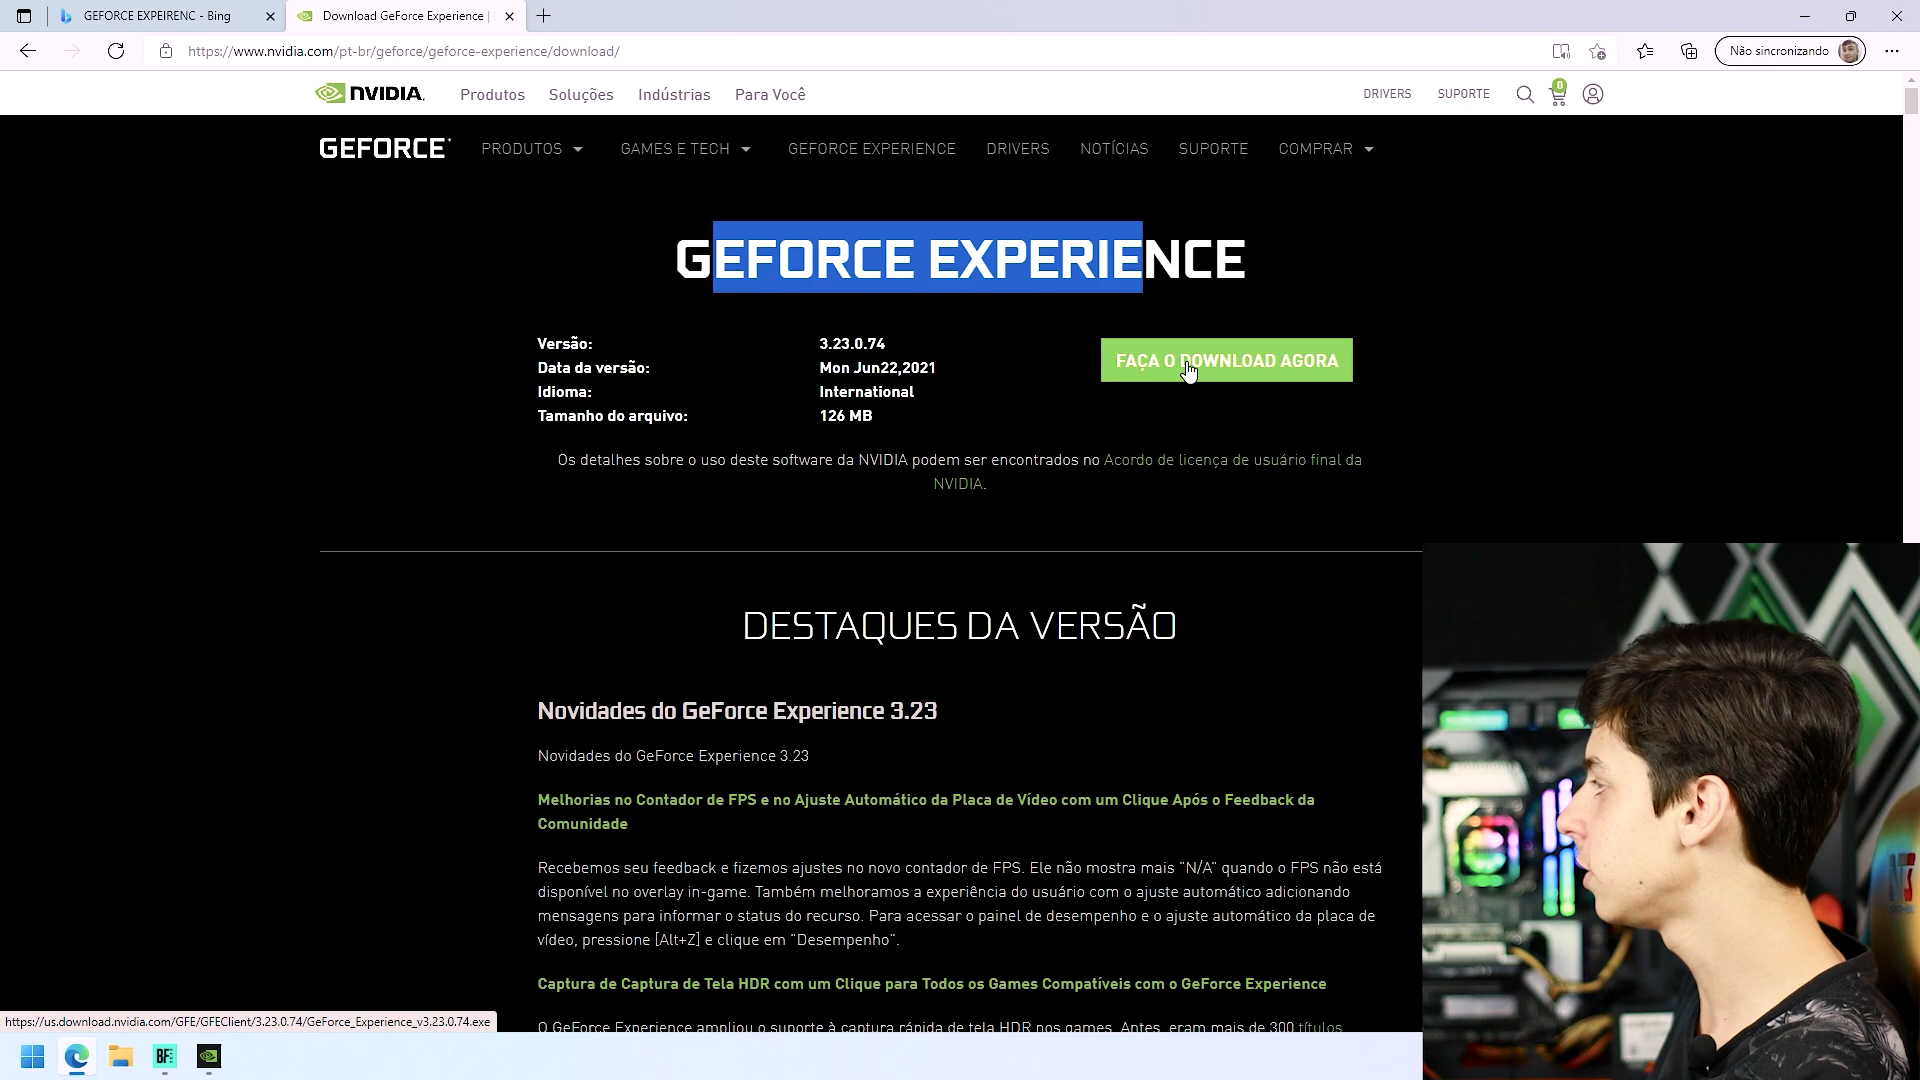 GEFORCE EXPEIRENC - Bing
Download GeForce Experience |
https://www.nvidia.com/pt-br/geforce/geforce-experience/download/
Não sincronizando
NVIDIA.
Produtos
Soluções
Indústrias
Para Você
DRIVERS
SUPORTE
0
GEFORCE
PRODUTOS
GAMES E TECH
GEFORCE EXPERIENCE
DRIVERS
NOTÍCIAS
SUPORTE
COMPRAR
GEFORCE EXPERIENCE
Versão: 3.23.0.74
Data da versão: Mon Jun22,2021
Idioma: International
Tamanho do arquivo: 126 MB
FAÇA O DOWNLOAD AGORA
Os detalhes sobre o uso deste software da NVIDIA podem ser encontrados no Acordo de licença de usuário final da
NVIDIA.
DESTAQUES DA VERSÃO
Novidades do GeForce Experience 3.23
Novidades do GeForce Experience 3.23
Melhorias no Contador de FPS e no Ajuste Automático da Placa de Vídeo com um Clique Após o Feedback da
Comunidade
Recebemos seu feedback e fizemos ajustes no novo contador de FPS. Ele não mostra mais "N/A" quando o FPS não está
disponível no overlay in-game. Também melhoramos a experiência do usuário com o ajuste automático adicionando
mensagens para informar o status do recurso. Para acessar o painel de desempenho e o ajuste automático da placa de
vídeo, pressione [Alt+Z] e clique em "Desempenho".
Captura de Captura de Tela HDR com um Clique para Todos os Games Compatíveis com o GeForce Experience
O GeForce Experience ampliou o suporte à captura rápida de tela HDR nos games. Antes, eram mais de 300 títulos
https://us.download.nvidia.com/GFE/GFEClient/3.23.0.74/GeForce_Experience_v3.23.0.74.exe
BF